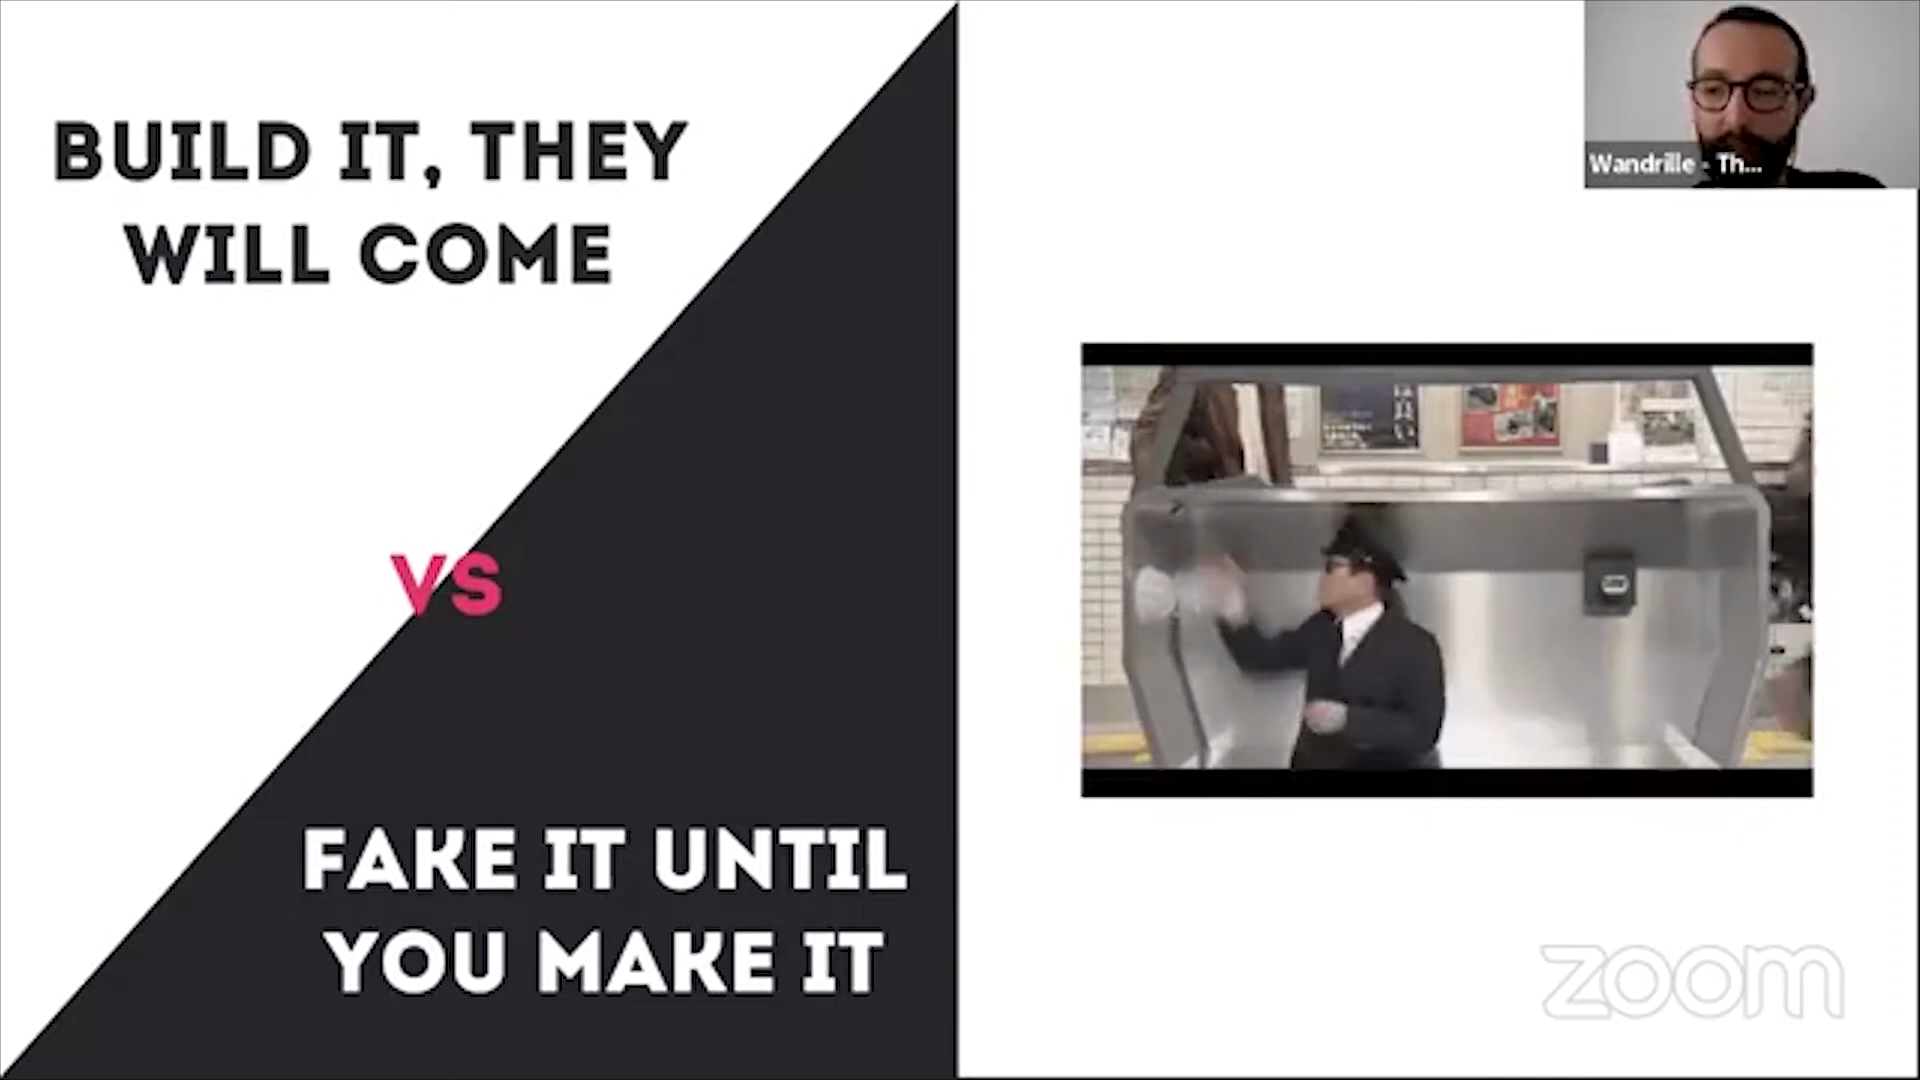 BUILD IT, THEY
WILL COME
VS
FAKE IT UNTIL
YOU MAKE IT
Wandrille - Th...
zoom